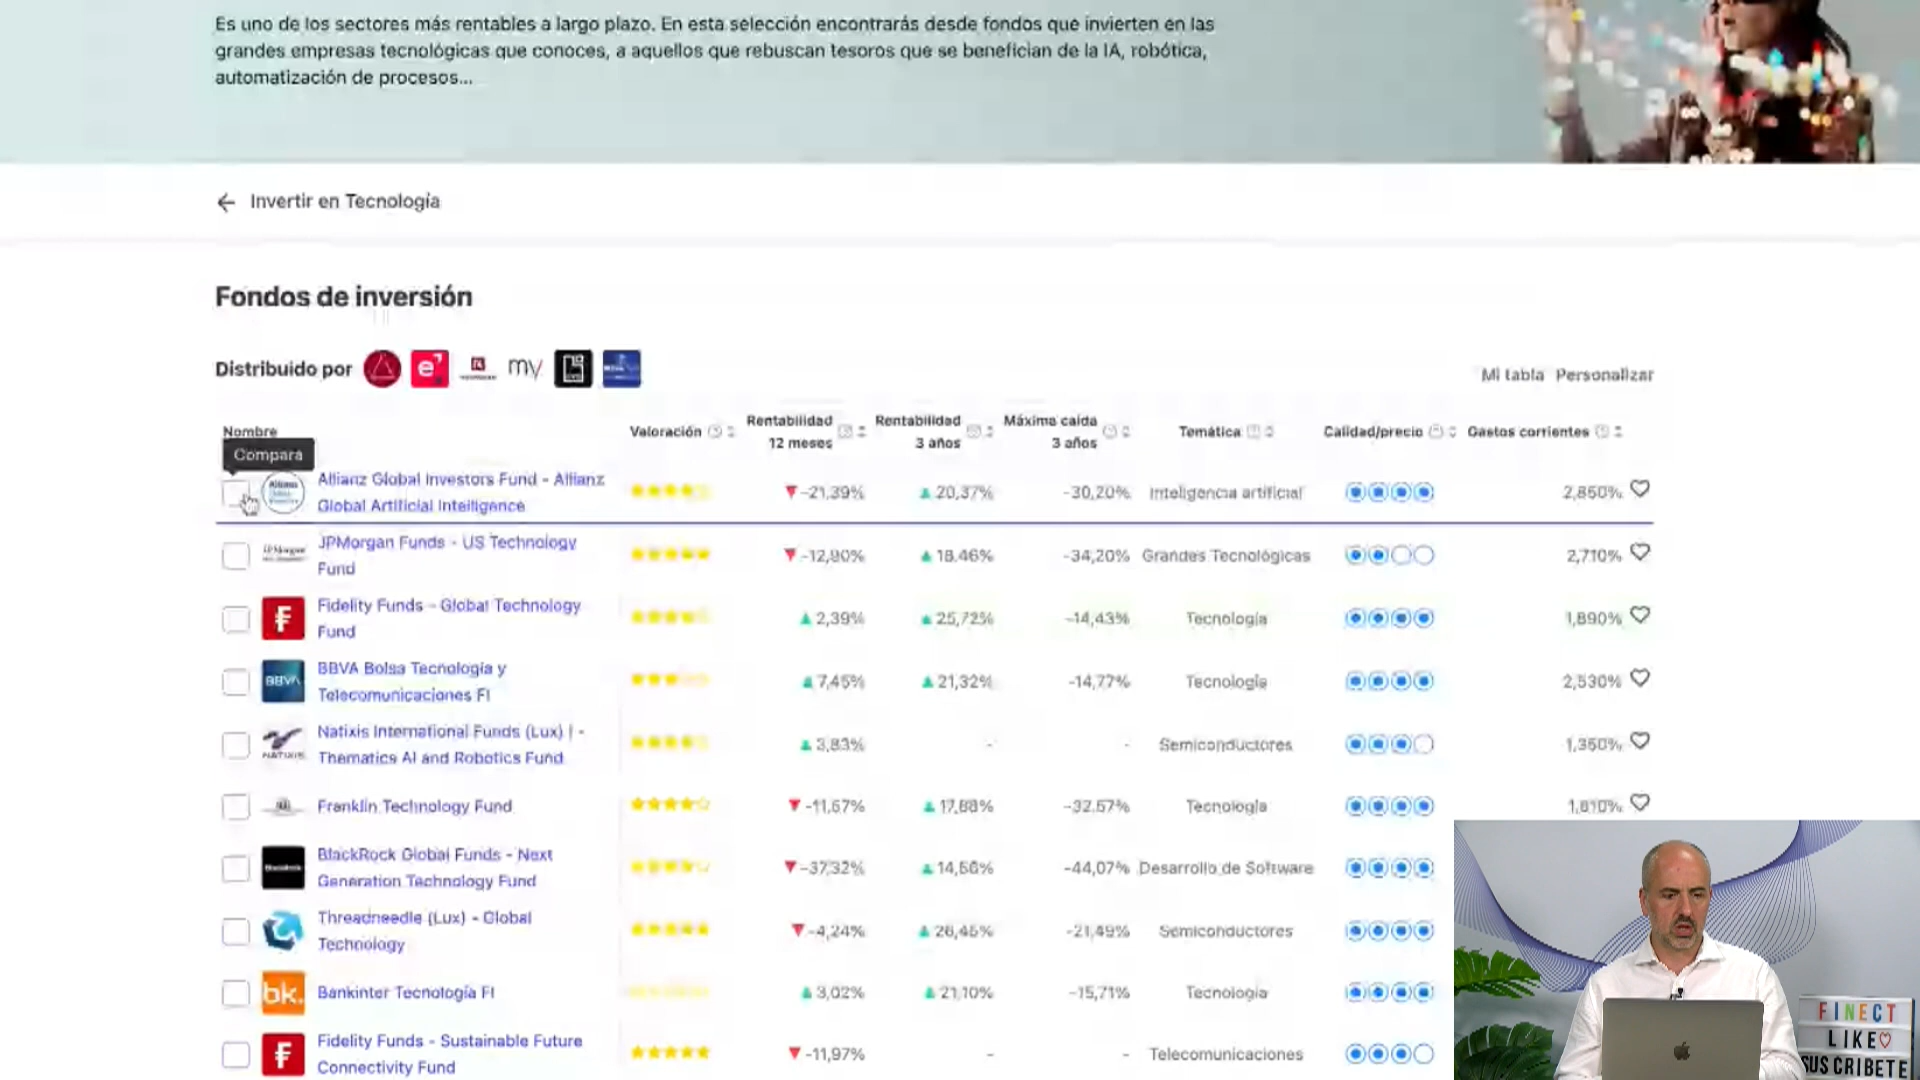 Es uno de los sectores más rentables a largo plazo. En esta selección encontrarás desde fondos que invierten en las
grandes empresas tecnológicas que conoces, a aquellos que rebuscan tesoros que se benefician de la IA, robótica,
automatización de procesos...
← Invertir en Tecnología
Fondos de inversión
Distribuido por e my
Mi tabla Personalizar
Nombre Valoración Rentabilidad 12 meses Rentabilidad 3 años Máxima caída 3 años Temática Calidad/precio Gastos corrientes
Compara
Allianz Global Investors Fund - Allianz
Global Artificial Intelligence
-21,39% 20,37% -30,20% Inteligencia artificial 2,850%
JPMorgan Funds - US Technology
Fund
-12,90% 18.46% -34,20% Grandes Tecnológicas 2,710%
Fidelity Funds - Global Technology
Fund
2,39% 25,72% -14,43% Tecnología 1,890%
BBVA
BBVA Bolsa Tecnología y
Telecomunicaciones FI
7,45% 21,32% -14,77% Tecnología 2,530%
NATIXIS
Natixis International Funds (Lux) I -
Thematics AI and Robotics Fund
3,83% - - Semiconductores 1,350%
Franklin Technology Fund
-11,67% 17,88% -32.57% Tecnología 1,810%
BlackRock Global Funds - Next
Generation Technology Fund
-37,32% 14,56% -44,07% Desarrollo de Software
Threadneedle (Lux) - Global
Technology
-4,24% 26,45% -21,49% Semiconductores
bk.
Bankinter Tecnología FI
3,02% 21,10% -15,71% Tecnología
Fidelity Funds - Sustainable Future
Connectivity Fund
-11,97% - - Telecomunicaciones
FINECT
LIKE♡
SUSCRIBETE